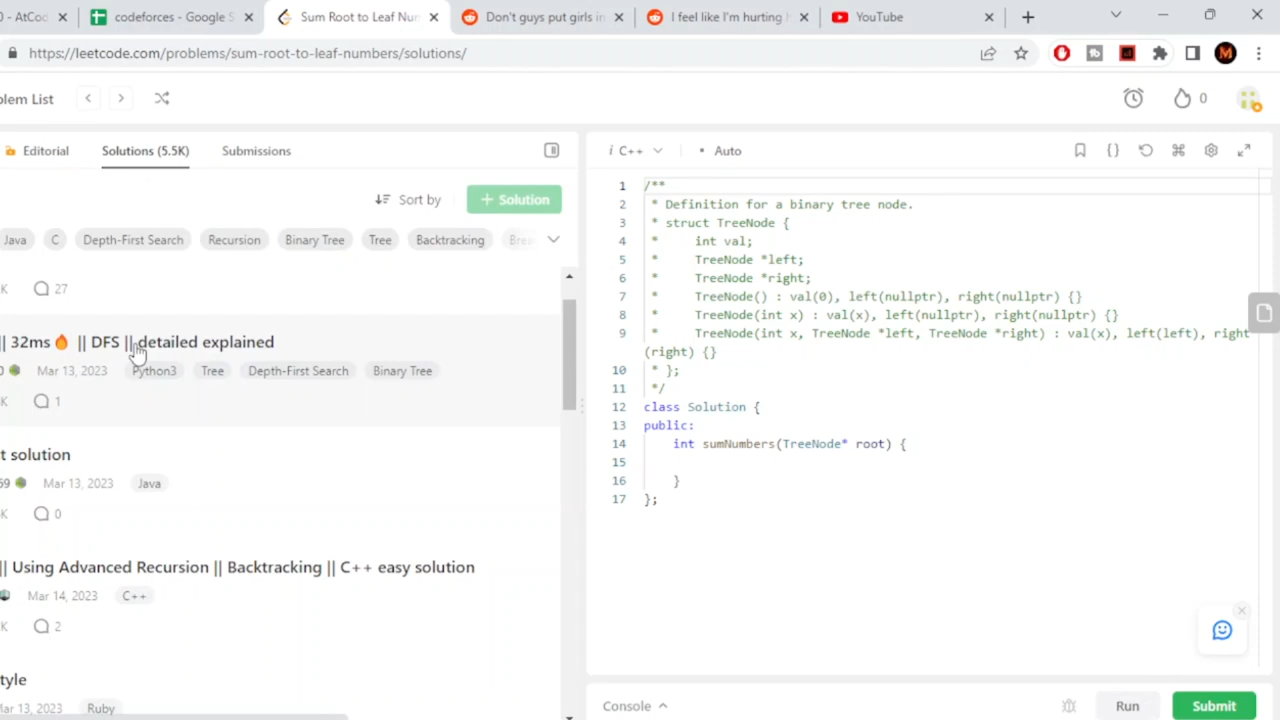 0 - AtCod
codeforces - Google S
Sum Root to Leaf Num
Don't guys put girls in
I feel like I'm hurting h
YouTube
https://leetcode.com/problems/sum-root-to-leaf-numbers/solutions/
M
blem List
0
Editorial
Solutions (5.5K)
Submissions
Sort by
+ Solution
Java
C
Depth-First Search
Recursion
Binary Tree
Tree
Backtracking
Brea
K
27
|| 32ms🔥 || DFS || detailed explained
0
Mar 13, 2023
Python3
Tree
Depth-First Search
Binary Tree
K
1
t solution
59
Mar 13, 2023
Java
K
0
|| Using Advanced Recursion || Backtracking || C++ easy solution
Mar 14, 2023
C++
K
2
tyle
Mar 13, 2023
Ruby
i C++
• Auto
1 /**
2 * Definition for a binary tree node.
3 * struct TreeNode {
4 * int val;
5 * TreeNode *left;
6 * TreeNode *right;
7 * TreeNode() : val(0), left(nullptr), right(nullptr) {}
8 * TreeNode(int x) : val(x), left(nullptr), right(nullptr) {}
9 * TreeNode(int x, TreeNode *left, TreeNode *right) : val(x), left(left), right
(right) {}
10 * };
11 */
12 class Solution {
13 public:
14 int sumNumbers(TreeNode* root) {
15
16 }
17 };
Console
Run
Submit